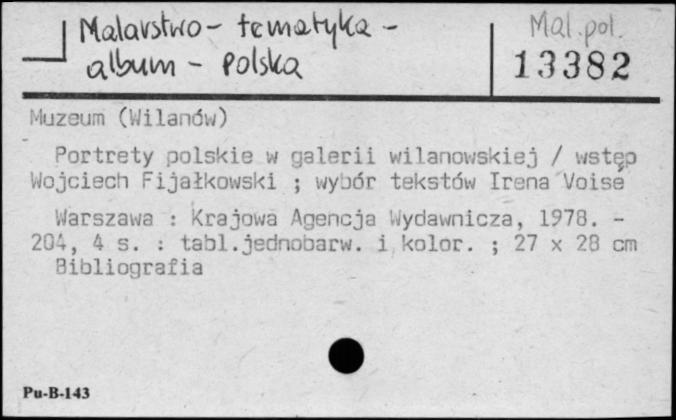 Malarstwo - tematyka -
album - Polska
Mal. pol.
13382
Muzeum (Wilanów)
Portrety polskie w galerii wilanowskiej / wstęp
Wojciech Fijałkowski ; wybór tekstów Irena Voisé
Warszawa : Krajowa Agencja Wydawnicza, 1978. -
204, 4 s. : tabl.jednobarw. i kolor. ; 27 x 28 cm
Bibliografia
Pu-B-143